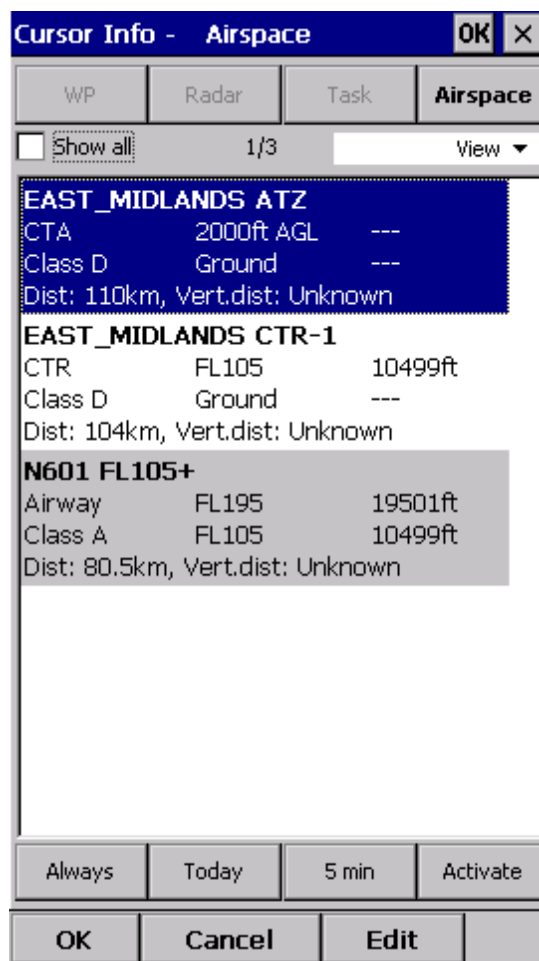 Cursor Info - Airspace OK ×
WP Radar Task Airspace
Show all 1/3 View
EAST_MIDLANDS ATZ
CTA 2000ft AGL ---
Class D Ground ---
Dist: 110km, Vert.dist: Unknown
EAST_MIDLANDS CTR-1
CTR FL105 10499ft
Class D Ground ---
Dist: 104km, Vert.dist: Unknown
N601 FL105+
Airway FL195 19501ft
Class A FL105 10499ft
Dist: 80.5km, Vert.dist: Unknown
Always Today 5 min Activate
OK Cancel Edit